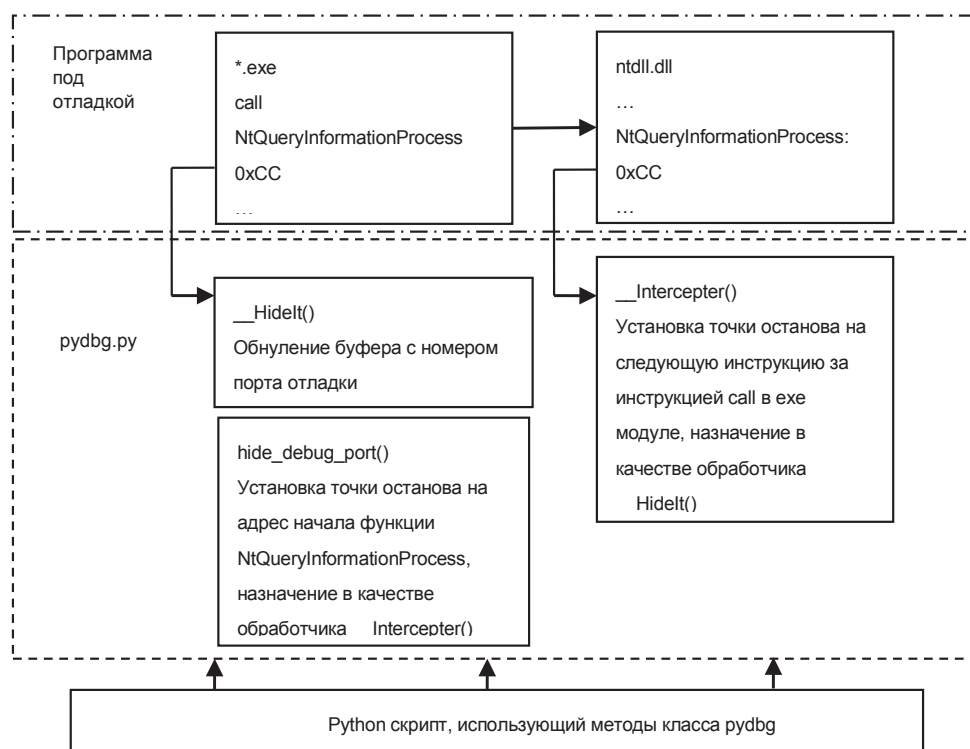 Программа
под
отладкой
*.exe
call
NtQueryInformationProcess
0xCC
…
ntdll.dll
…
NtQueryInformationProcess:
0xCC
…
pydbg.py
__HideIt()
Обнуление буфера с номером
порта отладки
hide_debug_port()
Установка точки останова на
адрес начала функции
NtQueryInformationProcess,
назначение в качестве
обработчика Intercepter()
__Intercepter()
Установка точки останова на
следующую инструкцию за
инструкцией call в exe
модуле, назначение в
качестве обработчика
HideIt()
Python скрипт, использующий методы класса pydbg